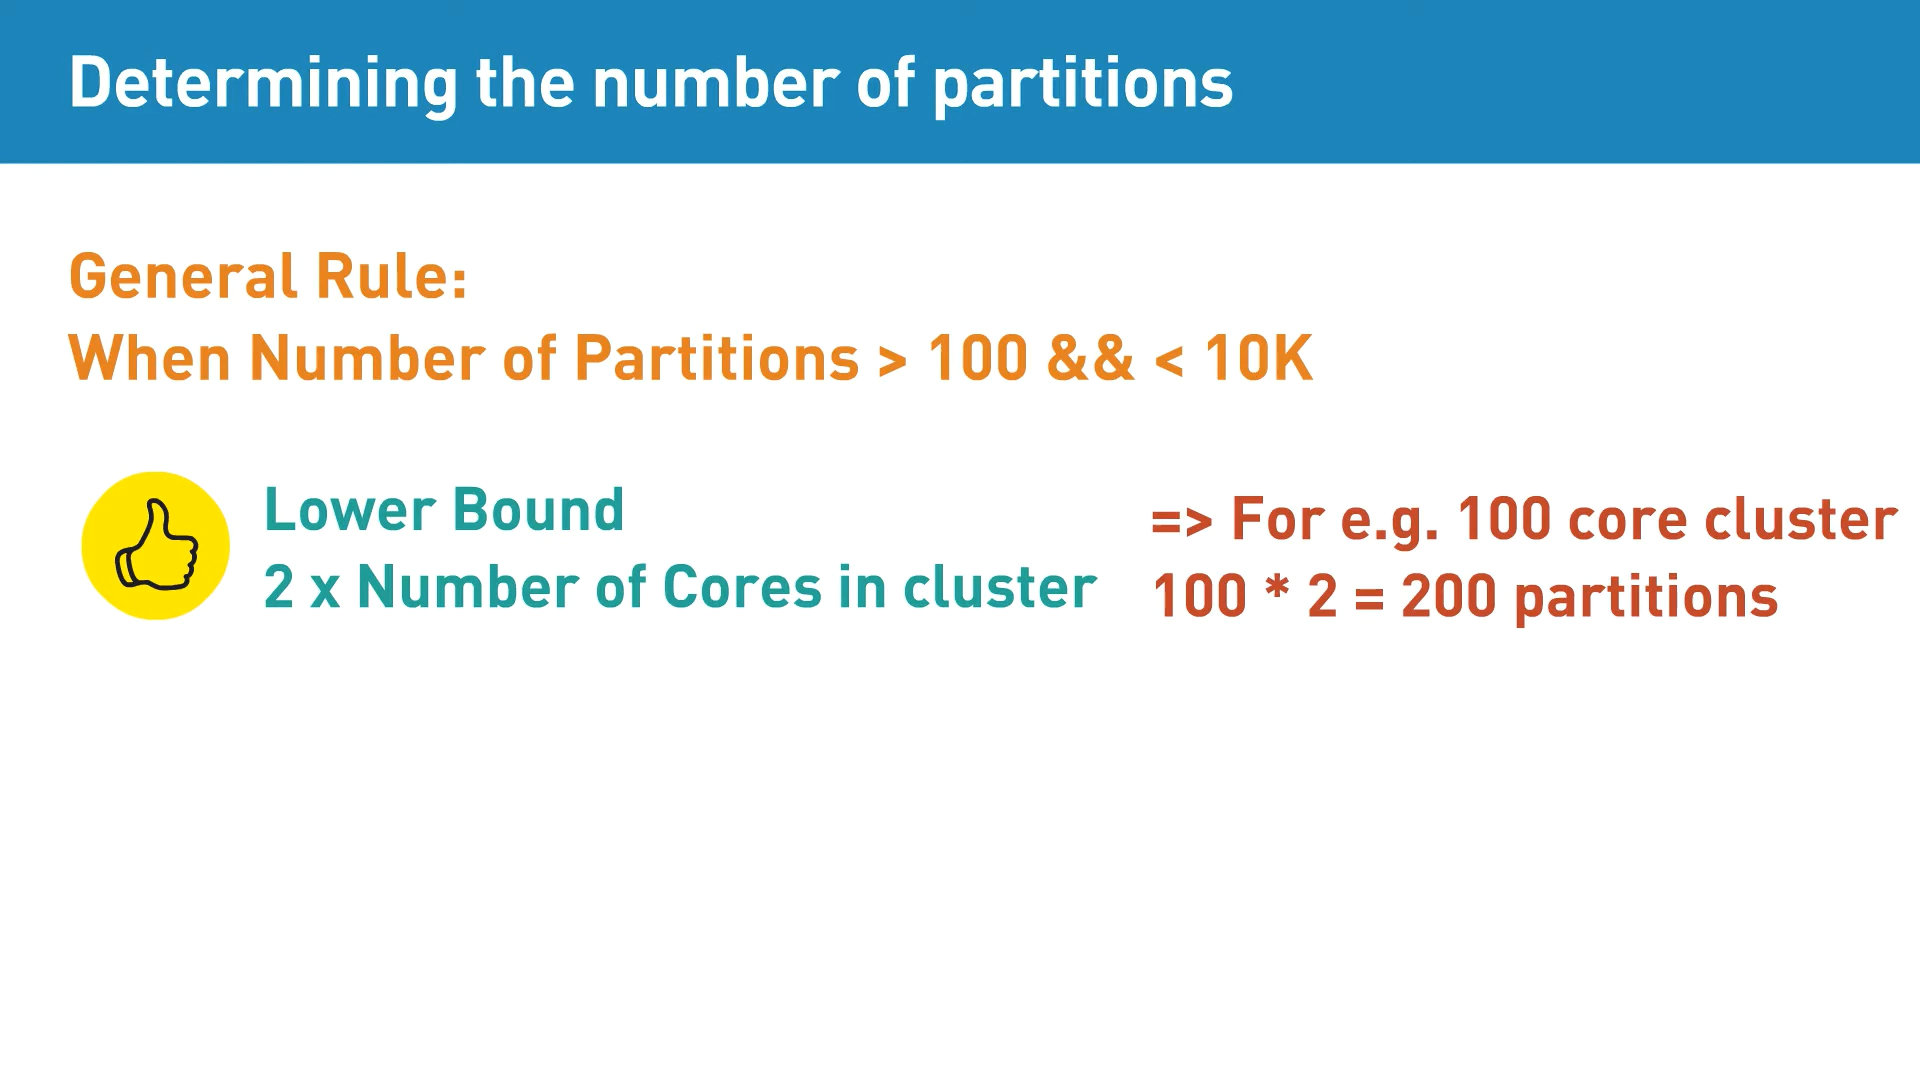 Determining the number of partitions
General Rule:
When Number of Partitions > 100 && < 10K
Lower Bound
2 x Number of Cores in cluster
=> For e.g. 100 core cluster
100 * 2 = 200 partitions